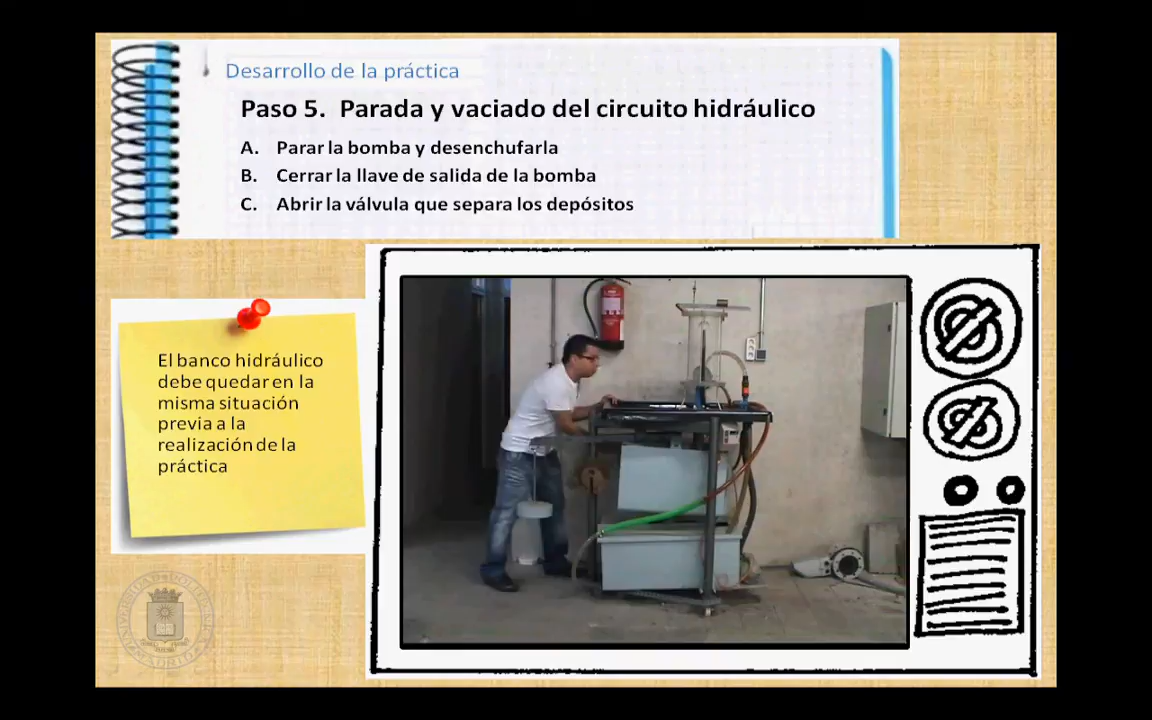 Desarrollo de la práctica
Paso 5. Parada y vaciado del circuito hidráulico
A. Parar la bomba y desenchufarla
B. Cerrar la llave de salida de la bomba
C. Abrir la válvula que separa los depósitos
El banco hidráulico
debe quedar en la
misma situación
previa a la
realización de la
práctica